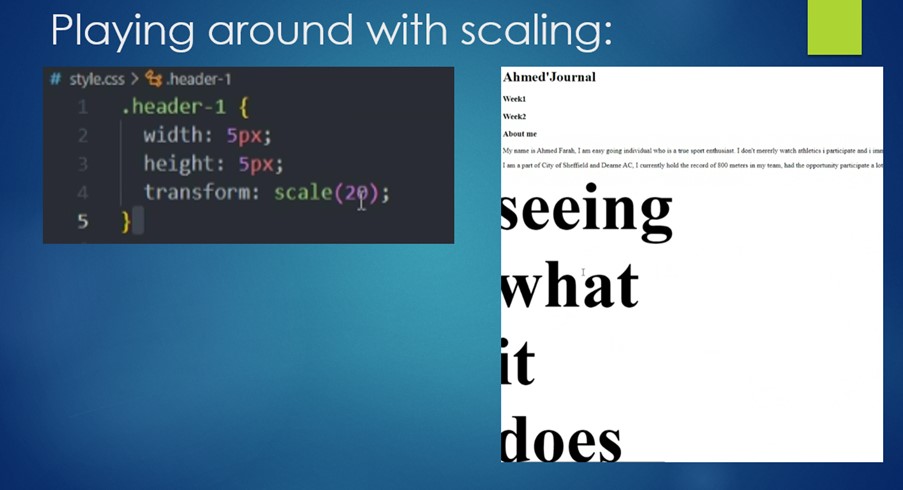 Playing around with scaling:
# style.css > .header-1
1 .header-1 {
2 width: 5px;
3 height: 5px;
4 transform: scale(20);
5 }
Ahmed'Journal
Week1
Week2
About me
My name is Ahmed Farah, I am easy going individual who is a true sport enthusiast. I don't merely watch athletics i participate and i
I am a part of City of Sheffield and Dearne AC, I currently hold the record of 800 meters in my team, had the opportunity participate a
seeing
what
it
does